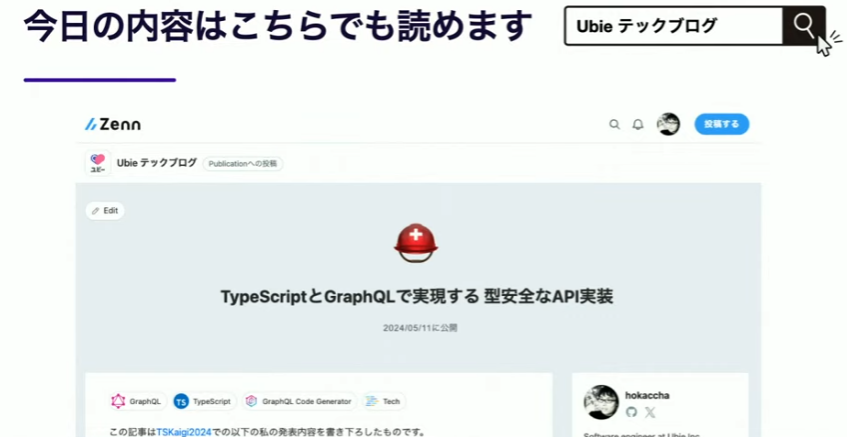 今日の内容はこちらでも読めます
Ubie テックブログ
Zenn
投稿する
ユビー
Ubie テックブログ
Publicationへの投稿
Edit
TypeScriptとGraphQLで実現する 型安全なAPI実装
2024/05/11に公開
GraphQL
TS
TypeScript
GraphQL Code Generator
Tech
hokaccha
この記事はTSKaigi2024での以下の私の発表内容を書き下ろしたものです。
Software engineer at Ubie Inc.